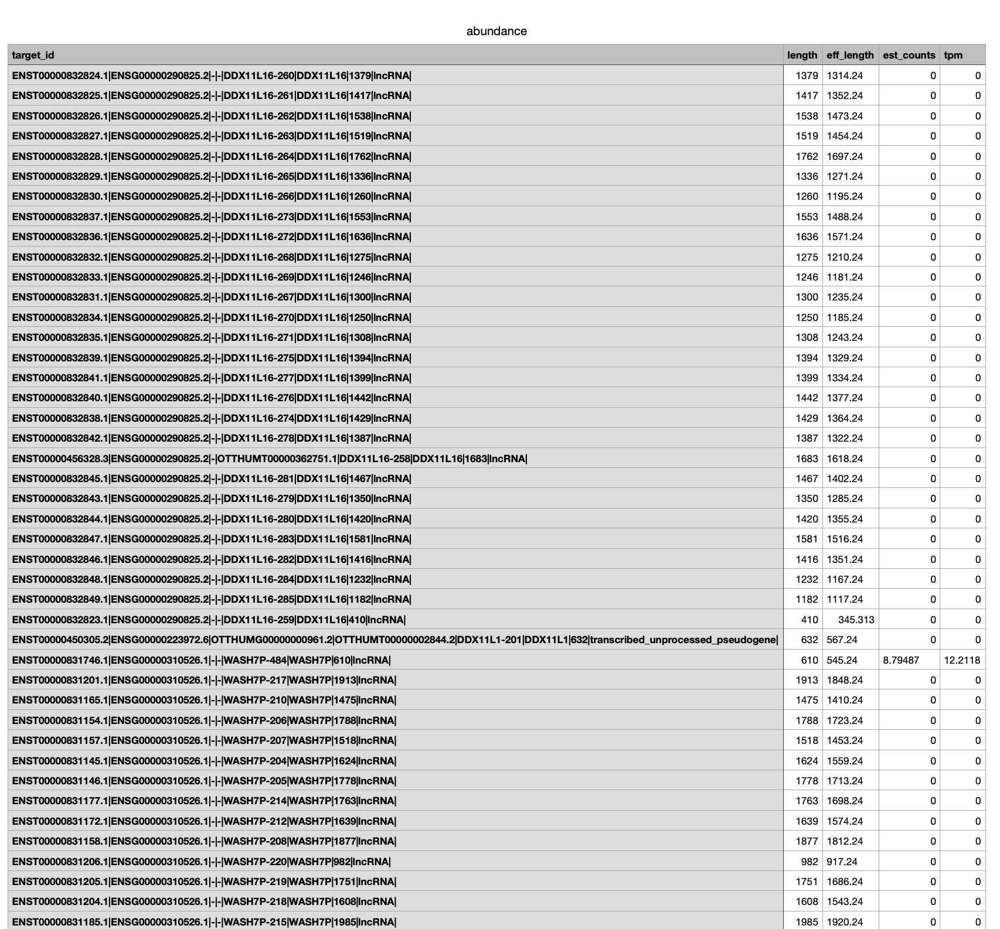 abundance
target_id length eff_length est_counts tpm
ENST00000832824.1|ENSG00000290825.2|-|-|DDX11L16-260|DDX11L16|1379|lncRNA| 1379 1314.24 0 0
ENST00000832825.1|ENSG00000290825.2|-|-|DDX11L16-261|DDX11L16|1417|lncRNA| 1417 1352.24 0 0
ENST00000832826.1|ENSG00000290825.2|-|-|DDX11L16-262|DDX11L16|1538|lncRNA| 1538 1473.24 0 0
ENST00000832827.1|ENSG00000290825.2|-|-|DDX11L16-263|DDX11L16|1519|lncRNA| 1519 1454.24 0 0
ENST00000832828.1|ENSG00000290825.2|-|-|DDX11L16-264|DDX11L16|1762|lncRNA| 1762 1697.24 0 0
ENST00000832829.1|ENSG00000290825.2|-|-|DDX11L16-265|DDX11L16|1336|lncRNA| 1336 1271.24 0 0
ENST00000832830.1|ENSG00000290825.2|-|-|DDX11L16-266|DDX11L16|1260|lncRNA| 1260 1195.24 0 0
ENST00000832837.1|ENSG00000290825.2|-|-|DDX11L16-273|DDX11L16|1553|lncRNA| 1553 1488.24 0 0
ENST00000832836.1|ENSG00000290825.2|-|-|DDX11L16-272|DDX11L16|1636|lncRNA| 1636 1571.24 0 0
ENST00000832832.1|ENSG00000290825.2|-|-|DDX11L16-268|DDX11L16|1275|lncRNA| 1275 1210.24 0 0
ENST00000832833.1|ENSG00000290825.2|-|-|DDX11L16-269|DDX11L16|1246|lncRNA| 1246 1181.24 0 0
ENST00000832831.1|ENSG00000290825.2|-|-|DDX11L16-267|DDX11L16|1300|lncRNA| 1300 1235.24 0 0
ENST00000832834.1|ENSG00000290825.2|-|-|DDX11L16-270|DDX11L16|1250|lncRNA| 1250 1185.24 0 0
ENST00000832835.1|ENSG00000290825.2|-|-|DDX11L16-271|DDX11L16|1308|lncRNA| 1308 1243.24 0 0
ENST00000832839.1|ENSG00000290825.2|-|-|DDX11L16-275|DDX11L16|1394|lncRNA| 1394 1329.24 0 0
ENST00000832841.1|ENSG00000290825.2|-|-|DDX11L16-277|DDX11L16|1399|lncRNA| 1399 1334.24 0 0
ENST00000832840.1|ENSG00000290825.2|-|-|DDX11L16-276|DDX11L16|1442|lncRNA| 1442 1377.24 0 0
ENST00000832838.1|ENSG00000290825.2|-|-|DDX11L16-274|DDX11L16|1429|lncRNA| 1429 1364.24 0 0
ENST00000832842.1|ENSG00000290825.2|-|-|DDX11L16-278|DDX11L16|1387|lncRNA| 1387 1322.24 0 0
ENST00000456328.3|ENSG00000290825.2|-|OTTHUMT00000362751.1|DDX11L16-258|DDX11L16|1683|lncRNA| 1683 1618.24 0 0
ENST00000832845.1|ENSG00000290825.2|-|-|DDX11L16-281|DDX11L16|1467|lncRNA| 1467 1402.24 0 0
ENST00000832843.1|ENSG00000290825.2|-|-|DDX11L16-279|DDX11L16|1350|lncRNA| 1350 1285.24 0 0
ENST00000832844.1|ENSG00000290825.2|-|-|DDX11L16-280|DDX11L16|1420|lncRNA| 1420 1355.24 0 0
ENST00000832847.1|ENSG00000290825.2|-|-|DDX11L16-283|DDX11L16|1581|lncRNA| 1581 1516.24 0 0
ENST00000832846.1|ENSG00000290825.2|-|-|DDX11L16-282|DDX11L16|1416|lncRNA| 1416 1351.24 0 0
ENST00000832848.1|ENSG00000290825.2|-|-|DDX11L16-284|DDX11L16|1232|lncRNA| 1232 1167.24 0 0
ENST00000832849.1|ENSG00000290825.2|-|-|DDX11L16-285|DDX11L16|1182|lncRNA| 1182 1117.24 0 0
ENST00000832823.1|ENSG00000290825.2|-|-|DDX11L16-259|DDX11L16|410|lncRNA| 410 345.313 0 0
ENST00000450305.2|ENSG00000223972.6|OTTHUMG00000000961.2|OTTHUMT00000002844.2|DDX11L1-201|DDX11L1|632|transcribed_unprocessed_pseudogene| 632 567.24 0 0
ENST00000831746.1|ENSG00000310526.1|-|-|WASH7P-484|WASH7P|610|lncRNA| 610 545.24 8.79487 12.2118
ENST00000831201.1|ENSG00000310526.1|-|-|WASH7P-217|WASH7P|1913|lncRNA| 1913 1848.24 0 0
ENST00000831165.1|ENSG00000310526.1|-|-|WASH7P-210|WASH7P|1475|lncRNA| 1475 1410.24 0 0
ENST00000831154.1|ENSG00000310526.1|-|-|WASH7P-206|WASH7P|1788|lncRNA| 1788 1723.24 0 0
ENST00000831157.1|ENSG00000310526.1|-|-|WASH7P-207|WASH7P|1518|lncRNA| 1518 1453.24 0 0
ENST00000831145.1|ENSG00000310526.1|-|-|WASH7P-204|WASH7P|1624|lncRNA| 1624 1559.24 0 0
ENST00000831146.1|ENSG00000310526.1|-|-|WASH7P-205|WASH7P|1778|lncRNA| 1778 1713.24 0 0
ENST00000831177.1|ENSG00000310526.1|-|-|WASH7P-214|WASH7P|1763|lncRNA| 1763 1698.24 0 0
ENST00000831172.1|ENSG00000310526.1|-|-|WASH7P-212|WASH7P|1639|lncRNA| 1639 1574.24 0 0
ENST00000831158.1|ENSG00000310526.1|-|-|WASH7P-208|WASH7P|1877|lncRNA| 1877 1812.24 0 0
ENST00000831206.1|ENSG00000310526.1|-|-|WASH7P-220|WASH7P|982|lncRNA| 982 917.24 0 0
ENST00000831205.1|ENSG00000310526.1|-|-|WASH7P-219|WASH7P|1751|lncRNA| 1751 1686.24 0 0
ENST00000831204.1|ENSG00000310526.1|-|-|WASH7P-218|WASH7P|1608|lncRNA| 1608 1543.24 0 0
ENST00000831185.1|ENSG00000310526.1|-|-|WASH7P-215|WASH7P|1985|lncRNA| 1985 1920.24 0 0